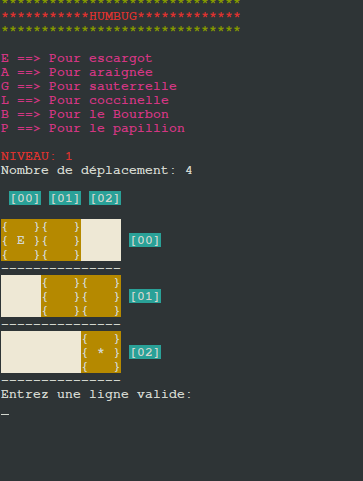 ******************************
***********HUMBUG*************
******************************
E ==> Pour escargot
A ==> Pour araignée
G ==> Pour sauterrelle
L ==> Pour coccinelle
B ==> Pour le Bourbon
P ==> Pour le papillion
NIVEAU: 1
Nombre de déplacement: 4
[00] [01] [02]
{   }{   }
{ E }{   } [00]
{   }{   }
---------------
{   }{   }
{   }{   } [01]
{   }{   }
---------------
{   }
{ * } [02]
{   }
---------------
Entrez une ligne valide:
_